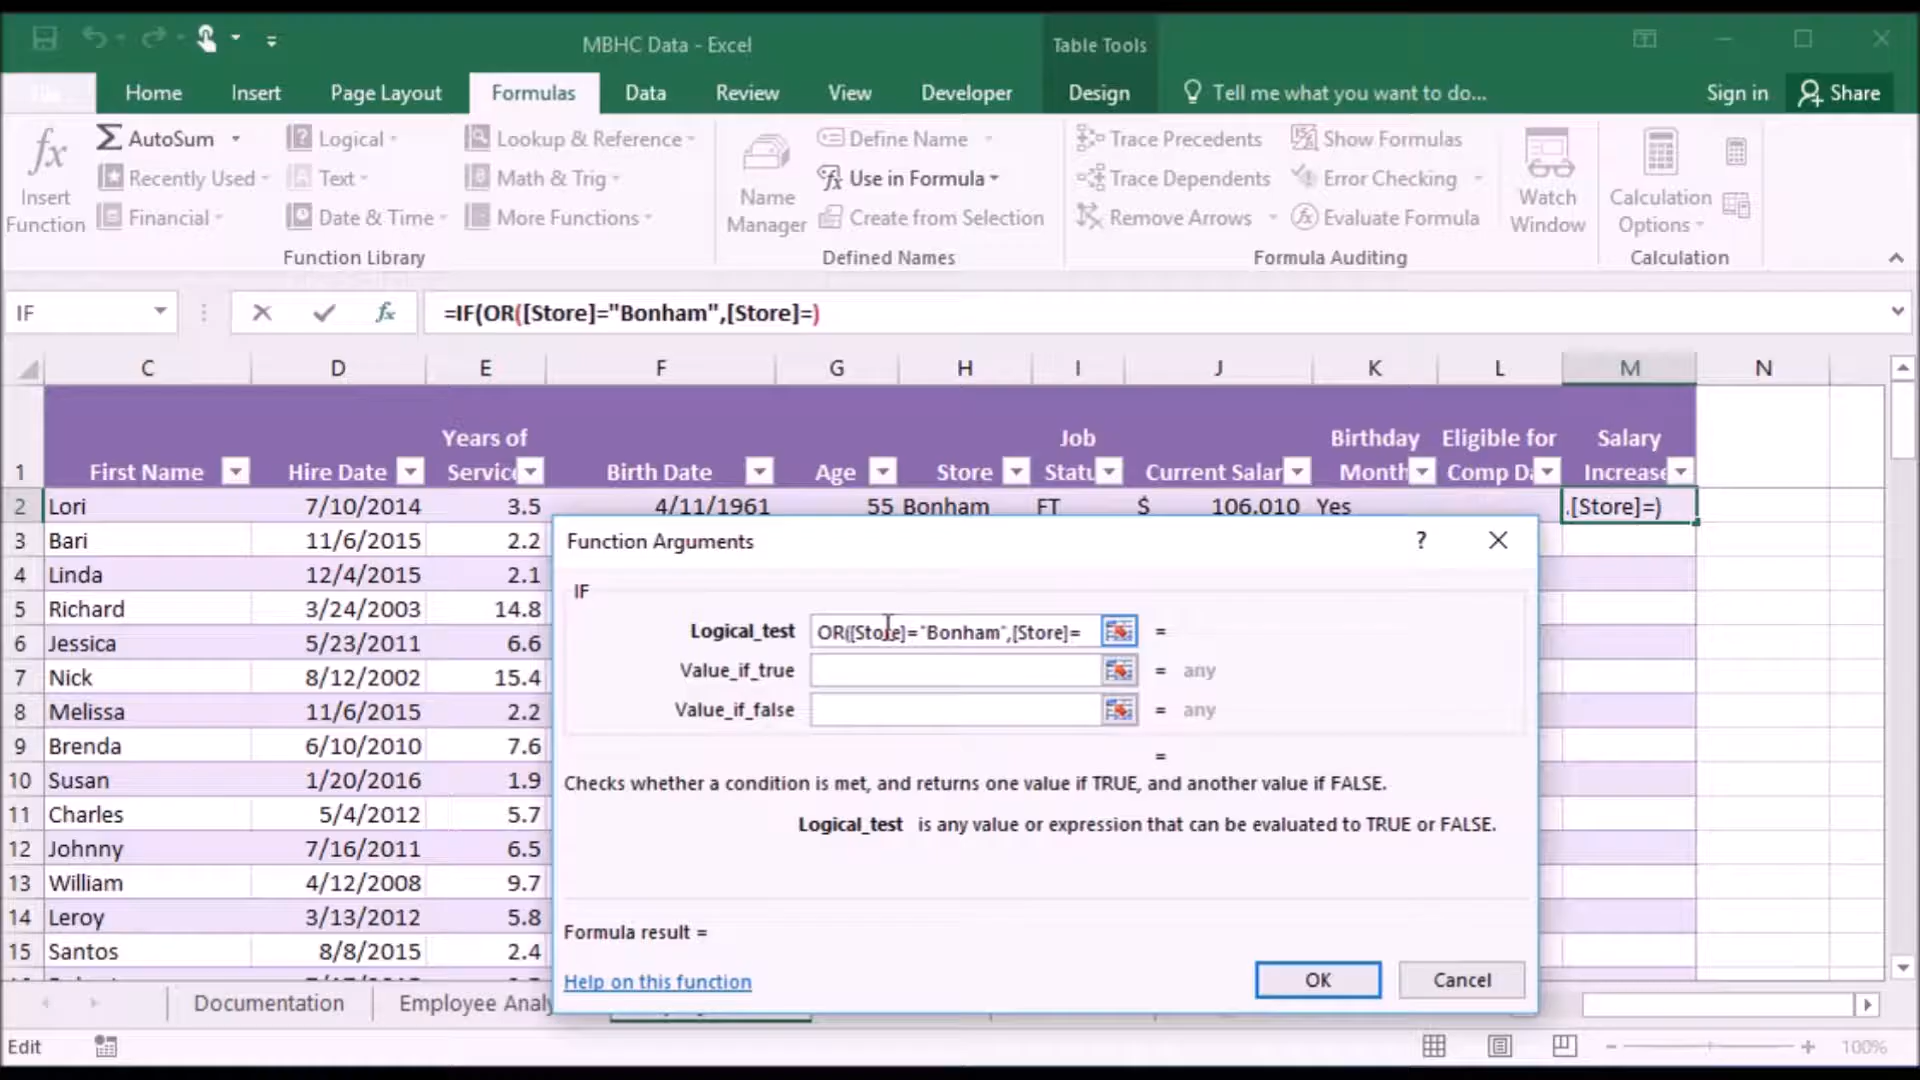 MBHC Data - Excel
Table Tools
Home Insert Page Layout Formulas Data Review View Developer Design Tell me what you want to do... Sign in Share
fx Insert Function
AutoSum
Recently Used
Financial
Logical
Text
Date & Time
Lookup & Reference
Math & Trig
More Functions
Function Library
Name Manager
Define Name
Use in Formula
Create from Selection
Defined Names
Trace Precedents
Trace Dependents
Remove Arrows
Show Formulas
Error Checking
Evaluate Formula
Formula Auditing
Watch Window
Calculation Options
Calculation
IF fx =IF(OR([Store]="Bonham",[Store]=)
C D E F G H I J K L M N
1 First Name Hire Date Years of Service Birth Date Age Store Job Statu Current Salar Birthday Month Eligible for Comp Da Salary Increase
2 Lori 7/10/2014 3.5 4/11/1961 55 Bonham FT $ 106,010 Yes ,[Store]=)
3 Bari 11/6/2015 2.2
4 Linda 12/4/2015 2.1
5 Richard 3/24/2003 14.8
6 Jessica 5/23/2011 6.6
7 Nick 8/12/2002 15.4
8 Melissa 11/6/2015 2.2
9 Brenda 6/10/2010 7.6
10 Susan 1/20/2016 1.9
11 Charles 5/4/2012 5.7
12 Johnny 7/16/2011 6.5
13 William 4/12/2008 9.7
14 Leroy 3/13/2012 5.8
15 Santos 8/8/2015 2.4
Function Arguments ?
IF
Logical_test OR([Store]="Bonham",[Store]= =
Value_if_true = any
Value_if_false = any
=
Checks whether a condition is met, and returns one value if TRUE, and another value if FALSE.
Logical_test is any value or expression that can be evaluated to TRUE or FALSE.
Formula result =
Help on this function OK Cancel
Documentation Employee Analy
Edit 100%